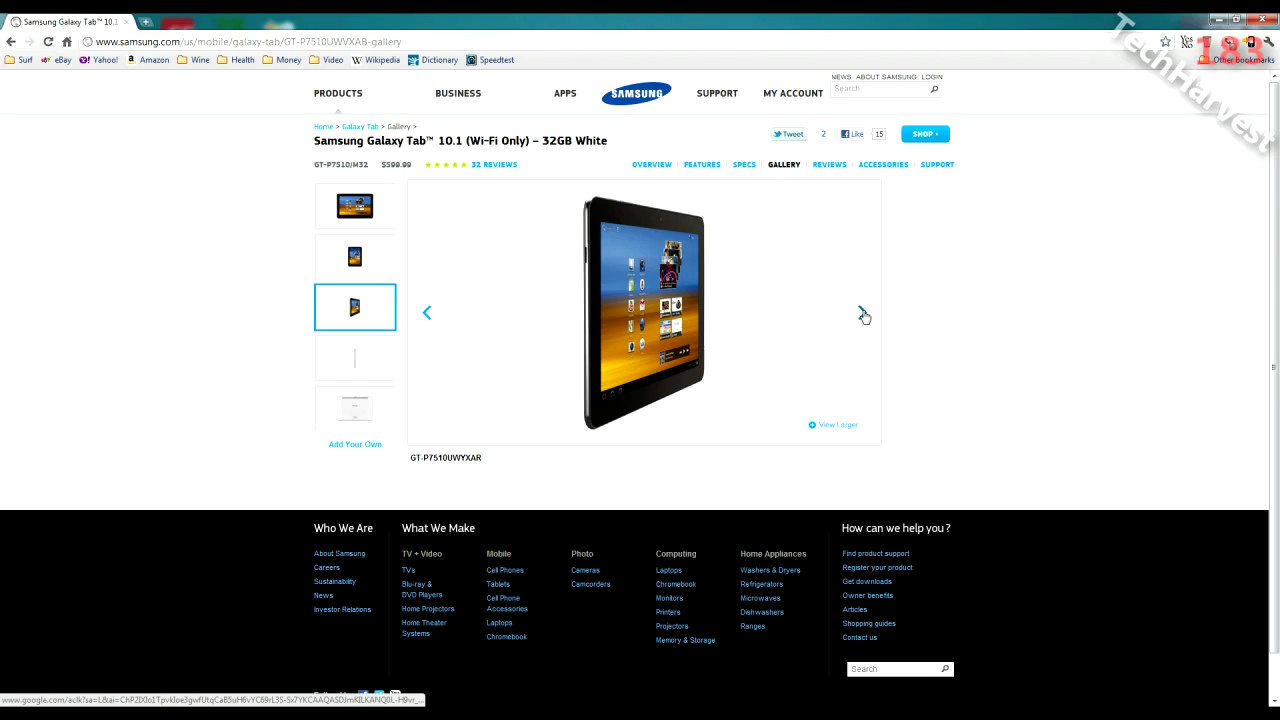 Samsung Galaxy Tab™ 10.1
www.samsung.com/us/mobile/galaxy-tab/GT-P7510UWVXAB-gallery
Surf eBay Yahoo! Amazon Wine Health Money Video Wikipedia Dictionary Speedtest Other bookmarks
TechHarvest
183
NEWS ABOUT SAMSUNG LOGIN
PRODUCTS BUSINESS APPS SAMSUNG SUPPORT MY ACCOUNT Search
Home > Galaxy Tab > Gallery >
Samsung Galaxy Tab™ 10.1 (Wi-Fi Only) – 32GB White
Tweet 2 Like 15 SHOP ›
GT-P7510/M32 $599.99 32 REVIEWS
OVERVIEW FEATURES SPECS GALLERY REVIEWS ACCESSORIES SUPPORT
View Larger
Add Your Own
GT-P7510UWYXAR
Who We Are
About Samsung
Careers
Sustainability
News
Investor Relations
What We Make
TV + Video
TVs
Blu-ray &
DVD Players
Home Projectors
Home Theater
Systems
Mobile
Cell Phones
Tablets
Cell Phone
Accessories
Laptops
Chromebook
Photo
Cameras
Camcorders
Computing
Laptops
Chromebook
Monitors
Printers
Projectors
Memory & Storage
Home Appliances
Washers & Dryers
Refrigerators
Microwaves
Dishwashers
Ranges
How can we help you ?
Find product support
Register your product
Get downloads
Owner benefits
Articles
Shopping guides
Contact us
Search